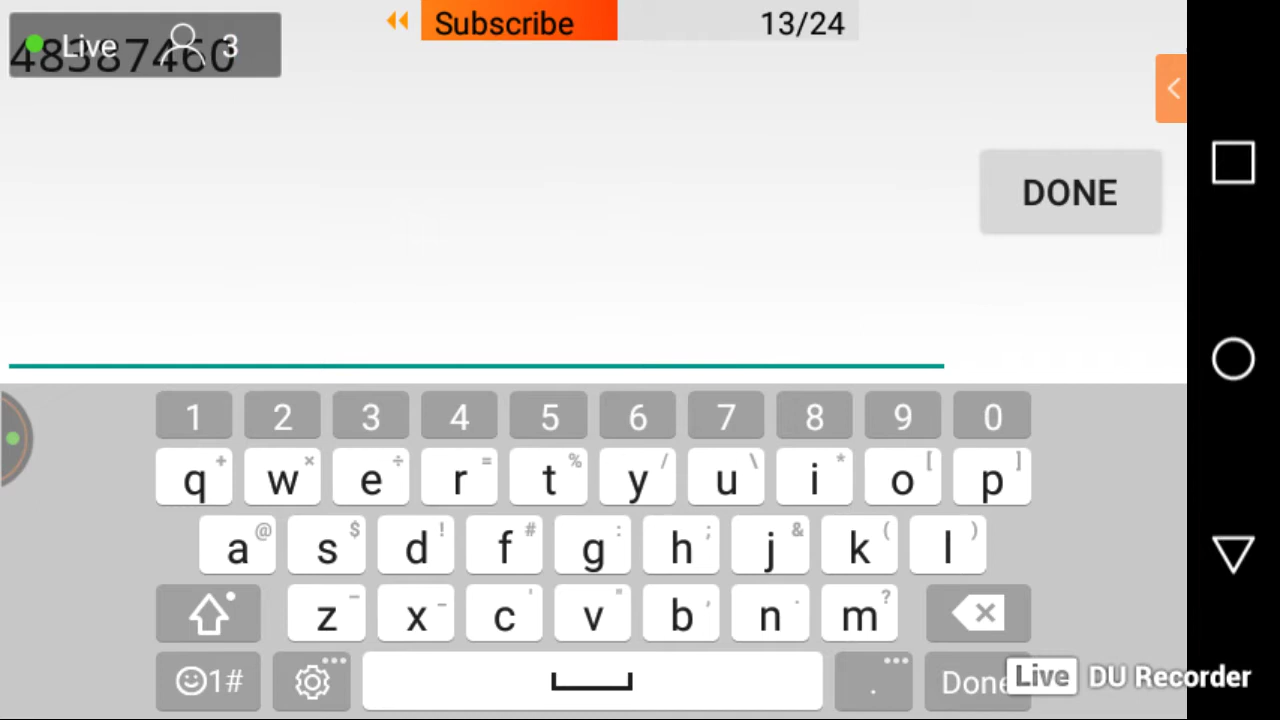 Live 3
48387460
Subscribe 13/24
DONE
1 2 3 4 5 6 7 8 9 0
q + w × e ÷ r = t % y / u \ i * o [ p ]
a @ s $ d ! f # g : h ; j & k ( l )
z - x _ c ' v " b , n . m ?
1# . Done
Live DU Recorder